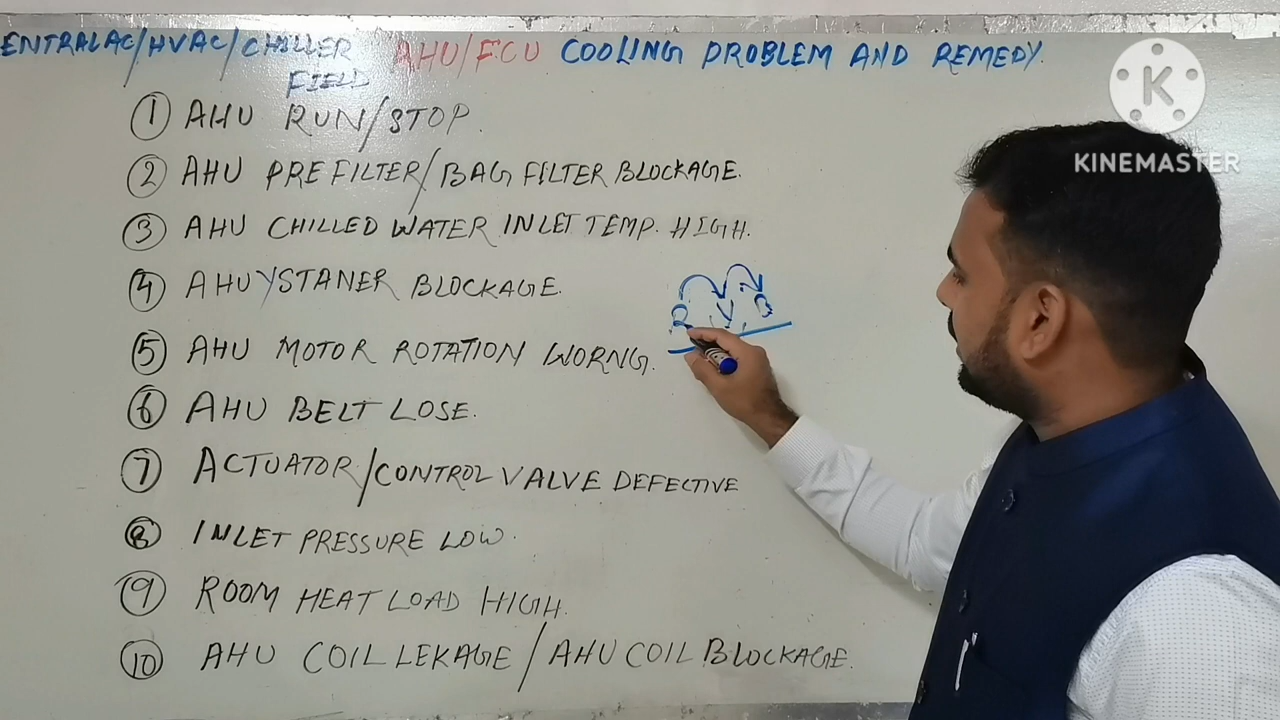 ENTRALAC/HVAC/CHILLER AHU/FCU COOLING PROBLEM AND REMEDY.
FIELD
① AHU RUN/STOP.
② AHU PREFILTER/BAG FILTER BLOCKAGE.
③ AHU CHILLED WATER INLET TEMP. HIGH.
④ AHU YSTANER BLOCKAGE.
R Y B
⑤ AHU MOTOR ROTATION WORNG.
⑥ AHU BELT LOSE.
⑦ ACTUATOR/CONTROL VALVE DEFECTIVE
⑧ INLET PRESSURE LOW.
⑨ ROOM HEAT LOAD HIGH.
⑩ AHU COIL LEKAGE/AHU COIL BLOCKAGE.
K
KINEMASTER